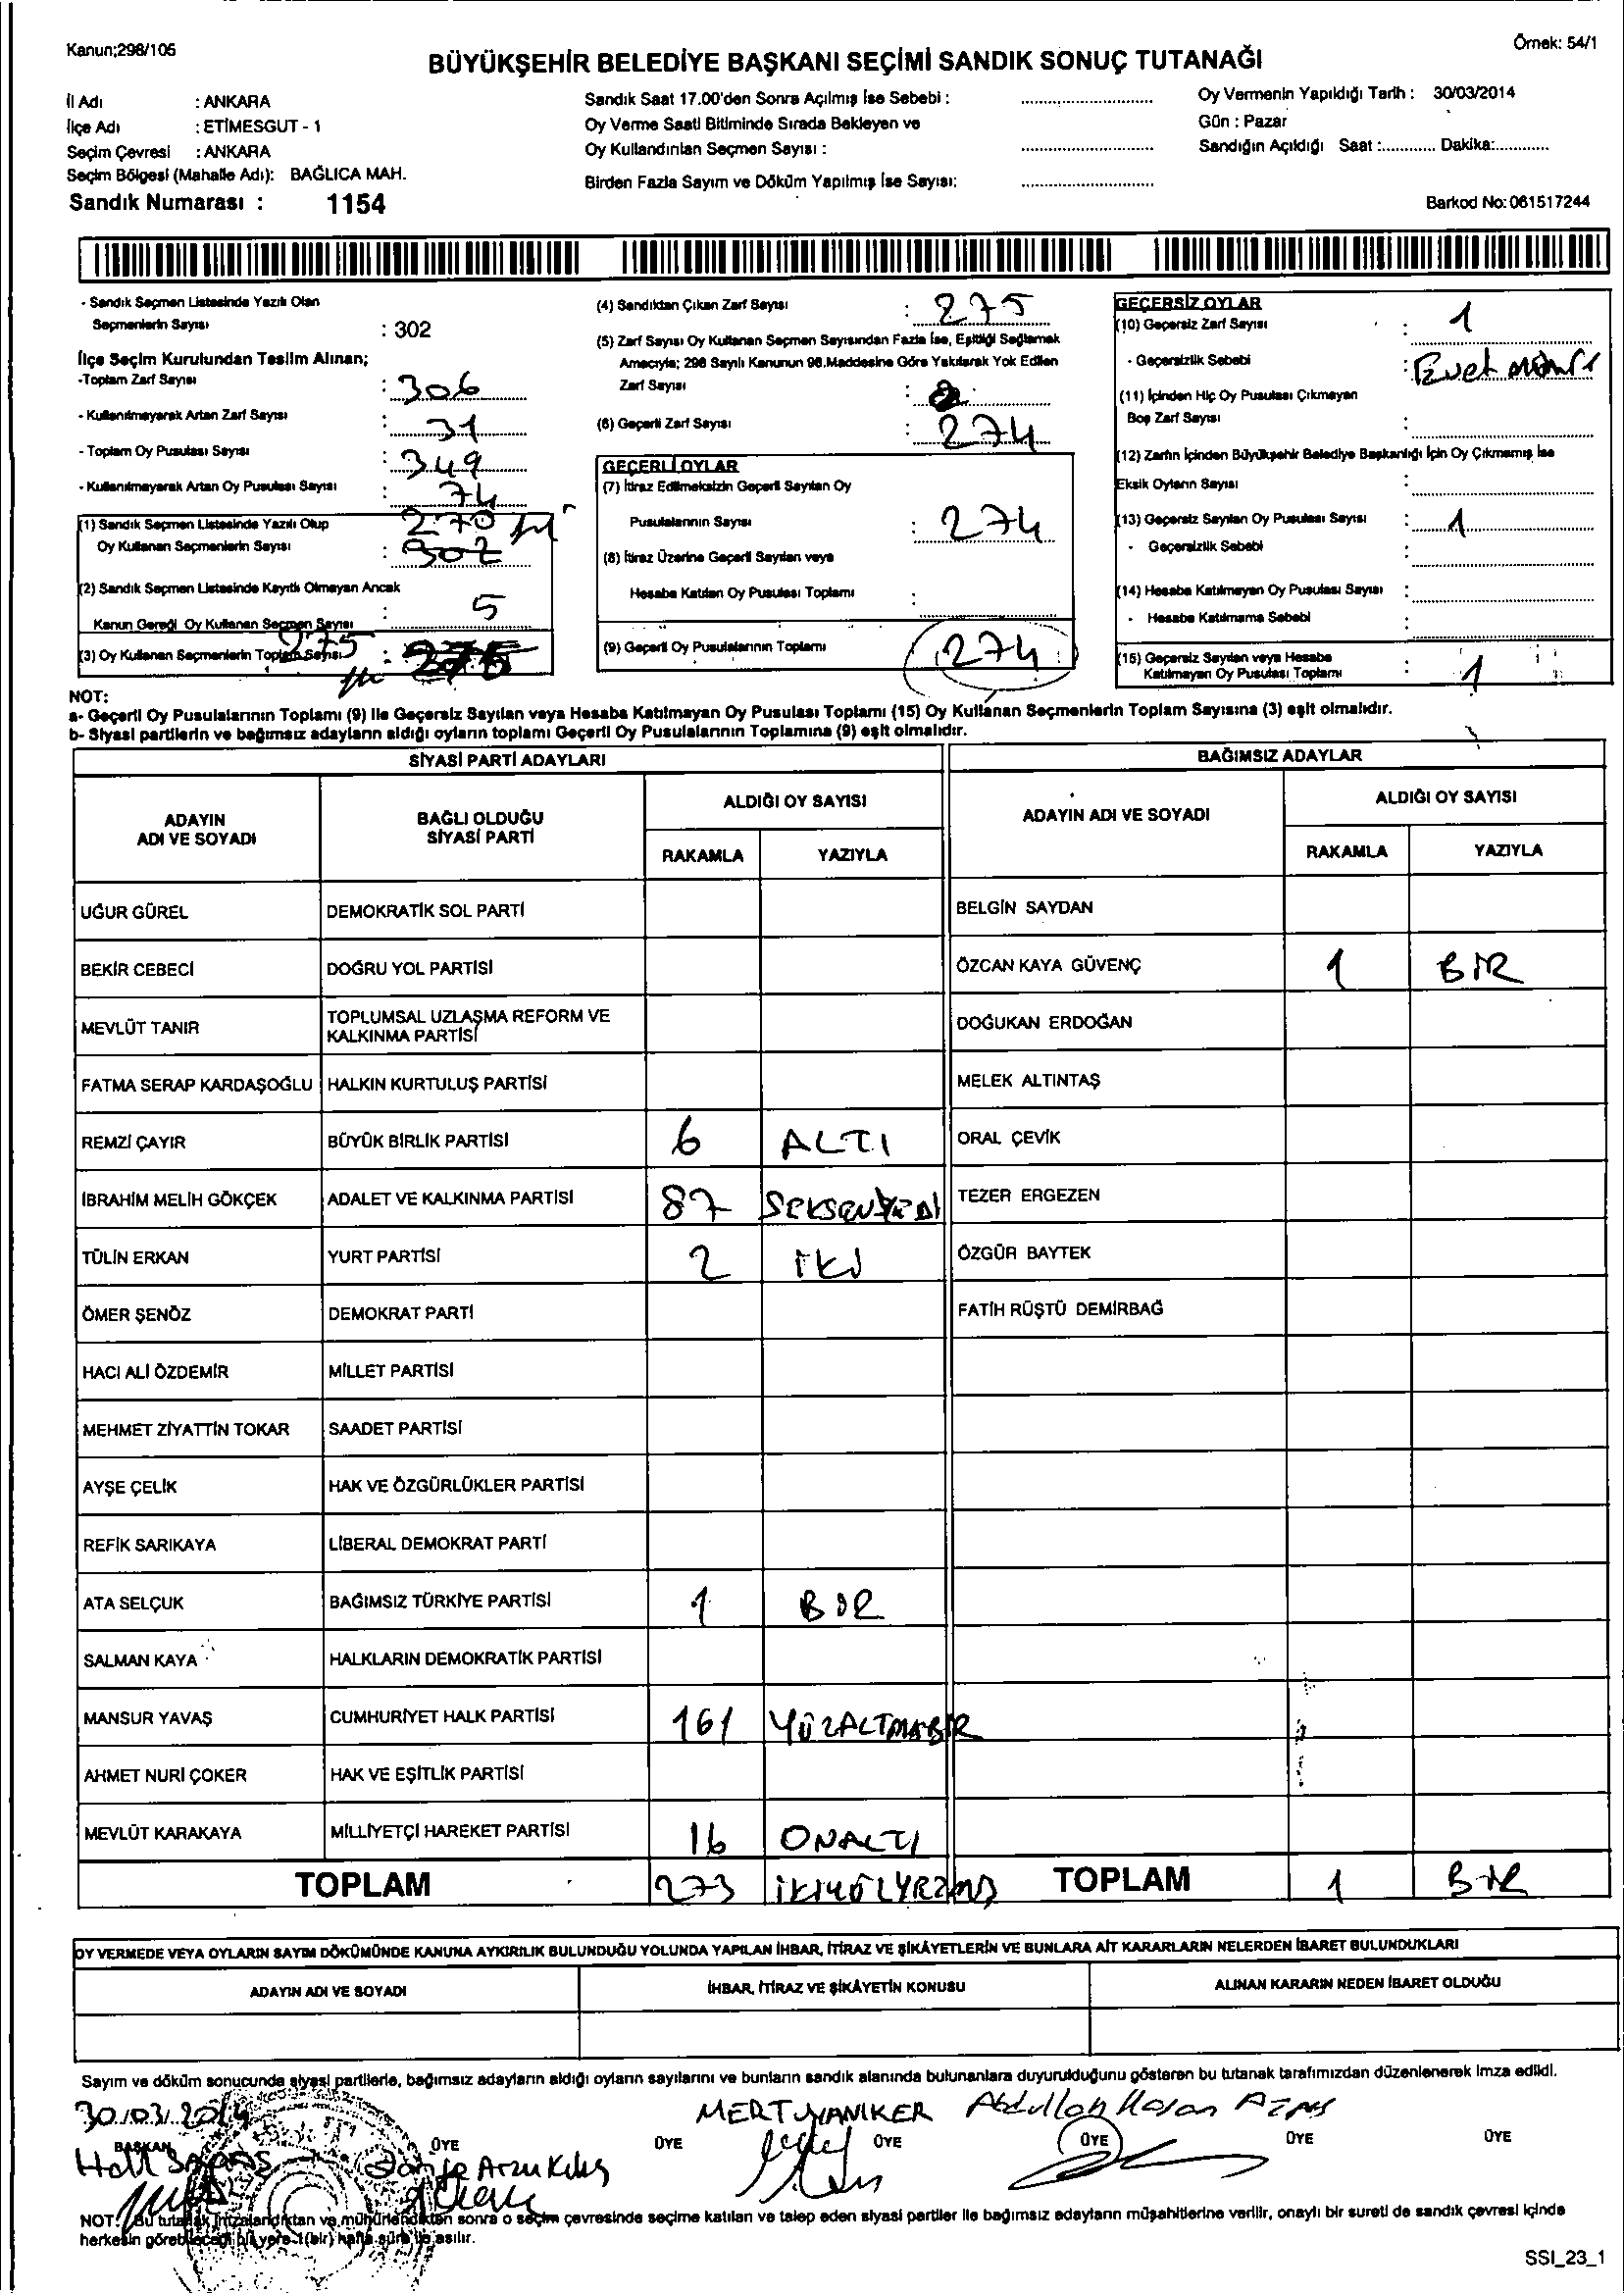 Kanun;298/105
Örnek: 54/1
BÜYÜKŞEHİR BELEDİYE BAŞKANI SEÇİMİ SANDIK SONUÇ TUTANAĞI
İl Adı : ANKARA
İlçe Adı : ETİMESGUT - 1
Seçim Çevresi : ANKARA
Seçim Bölgesi (Mahalle Adı): BAĞLICA MAH.
Sandık Numarası : 1154
Sandık Saat 17.00'den Sonra Açılmış İse Sebebi :
Oy Verme Saati Bitiminde Sırada Bekleyen ve
Oy Kullandırılan Seçmen Sayısı :
Birden Fazla Sayım ve Döküm Yapılmış İse Sayısı:
Oy Vermenin Yapıldığı Tarih : 30/03/2014
Gün : Pazar
Sandığın Açıldığı Saat :............ Dakika:............
Barkod No: 061517244
- Sandık Seçmen Listesinde Yazılı Olan
Seçmenlerin Sayısı : 302
İlçe Seçim Kurulundan Teslim Alınan;
-Toplam Zarf Sayısı : 306
- Kullanılmayarak Artan Zarf Sayısı : 31
- Toplam Oy Pusulası Sayısı : 349
- Kullanılmayarak Artan Oy Pusulası Sayısı : 74
(1) Sandık Seçmen Listesinde Yazılı Olup 270
Oy Kullanan Seçmenlerin Sayısı : 302
(2) Sandık Seçmen Listesinde Kayıtlı Olmayan Ancak
Kanun Gereği Oy Kullanan Seçmen Sayısı : 5
(3) Oy Kullanan Seçmenlerin Toplam Sayısı : 275
(4) Sandıktan Çıkan Zarf Sayısı : 275
(5) Zarf Sayısı Oy Kullanan Seçmen Sayısından Fazla İse, Eşitliği Sağlamak
Amacıyla; 298 Sayılı Kanunun 98.Maddesine Göre Yakılarak Yok Edilen
Zarf Sayısı :
(6) Geçerli Zarf Sayısı : 274
GEÇERLİ OYLAR
(7) İtiraz Edilmeksizin Geçerli Sayılan Oy
Pusulalarının Sayısı : 274
(8) İtiraz Üzerine Geçerli Sayılan veya
Hesaba Katılan Oy Pusulası Toplamı :
(9) Geçerli Oy Pusulalarının Toplamı : 274
GEÇERSİZ OYLAR
(10) Geçersiz Zarf Sayısı : 1
- Geçersizlik Sebebi : Evet
(11) İçinden Hiç Oy Pusulası Çıkmayan
Boş Zarf Sayısı :
(12) Zarfın İçinden Büyükşehir Belediye Başkanlığı İçin Oy Çıkmamış İse
Eksik Oyların Sayısı :
(13) Geçersiz Sayılan Oy Pusulası Sayısı : 1
- Geçersizlik Sebebi :
(14) Hesaba Katılmayan Oy Pusulası Sayısı :
- Hesaba Katılmama Sebebi :
(15) Geçersiz Sayılan veya Hesaba
Katılmayan Oy Pusulası Toplamı : 1
NOT:
a- Geçerli Oy Pusulalarının Toplamı (9) ile Geçersiz Sayılan veya Hesaba Katılmayan Oy Pusulası Toplamı (15) Oy Kullanan Seçmenlerin Toplam Sayısına (3) eşit olmalıdır.
b- Siyasi partilerin ve bağımsız adayların aldığı oyların toplamı Geçerli Oy Pusulalarının Toplamına (9) eşit olmalıdır.
SİYASİ PARTİ ADAYLARI BAĞIMSIZ ADAYLAR
ADAYIN ADI VE SOYADI BAĞLI OLDUĞU SİYASİ PARTİ ALDIĞI OY SAYISI ADAYIN ADI VE SOYADI ALDIĞI OY SAYISI
RAKAMLA YAZIYLA RAKAMLA YAZIYLA
UĞUR GÜREL DEMOKRATİK SOL PARTİ BELGİN SAYDAN
BEKİR CEBECİ DOĞRU YOL PARTİSİ ÖZCAN KAYA GÜVENÇ 1 BİR
MEVLÜT TANIR TOPLUMSAL UZLAŞMA REFORM VE KALKINMA PARTİSİ DOĞUKAN ERDOĞAN
FATMA SERAP KARDAŞOĞLU HALKIN KURTULUŞ PARTİSİ MELEK ALTINTAŞ
REMZİ ÇAYIR BÜYÜK BİRLİK PARTİSİ 6 ALTI ORAL ÇEVİK
İBRAHİM MELİH GÖKÇEK ADALET VE KALKINMA PARTİSİ 87 SEKSENYEDİ TEZER ERGEZEN
TÜLİN ERKAN YURT PARTİSİ 2 İKİ ÖZGÜR BAYTEK
ÖMER ŞENÖZ DEMOKRAT PARTİ FATİH RÜŞTÜ DEMİRBAĞ
HACI ALİ ÖZDEMİR MİLLET PARTİSİ
MEHMET ZİYATTİN TOKAR SAADET PARTİSİ
AYŞE ÇELİK HAK VE ÖZGÜRLÜKLER PARTİSİ
REFİK SARIKAYA LİBERAL DEMOKRAT PARTİ
ATA SELÇUK BAĞIMSIZ TÜRKİYE PARTİSİ 1 BİR
SALMAN KAYA HALKLARIN DEMOKRATİK PARTİSİ
MANSUR YAVAŞ CUMHURİYET HALK PARTİSİ 161 YÜZALTMABİR
AHMET NURİ ÇOKER HAK VE EŞİTLİK PARTİSİ
MEVLÜT KARAKAYA MİLLİYETÇİ HAREKET PARTİSİ 16 ONALTI
TOPLAM 273 TOPLAM 1 BİR
OY VERMEDE VEYA OYLARIN SAYIM DÖKÜMÜNDE KANUNA AYKIRILIK BULUNDUĞU YOLUNDA YAPILAN İHBAR, İTİRAZ VE ŞİKÂYETLERİN VE BUNLARA AİT KARARLARIN NELERDEN İBARET BULUNDUKLARI
ADAYIN ADI VE SOYADI İHBAR, İTİRAZ VE ŞİKÂYETİN KONUSU ALINAN KARARIN NEDEN İBARET OLDUĞU
Sayım ve döküm sonucunda siyasi partilerle, bağımsız adayların aldığı oyların sayılarını ve bunların sandık alanında bulunanlara duyurulduğunu gösteren bu tutanak tarafımızdan düzenlenerek imza edildi.
30/03/2014 MERT YANIKER Abdullah Hasan
BAŞKAN ÜYE ÜYE ÜYE ÜYE ÜYE ÜYE
Arzu Kılış
NOT: Bu tutanak imzalandıktan ve mühürlendikten sonra o seçim çevresinde seçime katılan ve talep eden siyasi partiler ile bağımsız adayların müşahitlerine verilir, onaylı bir sureti de sandık çevresi içinde
herkesin görebileceği bir yere 1 (bir) hafta süre ile asılır.
SSI_23_1